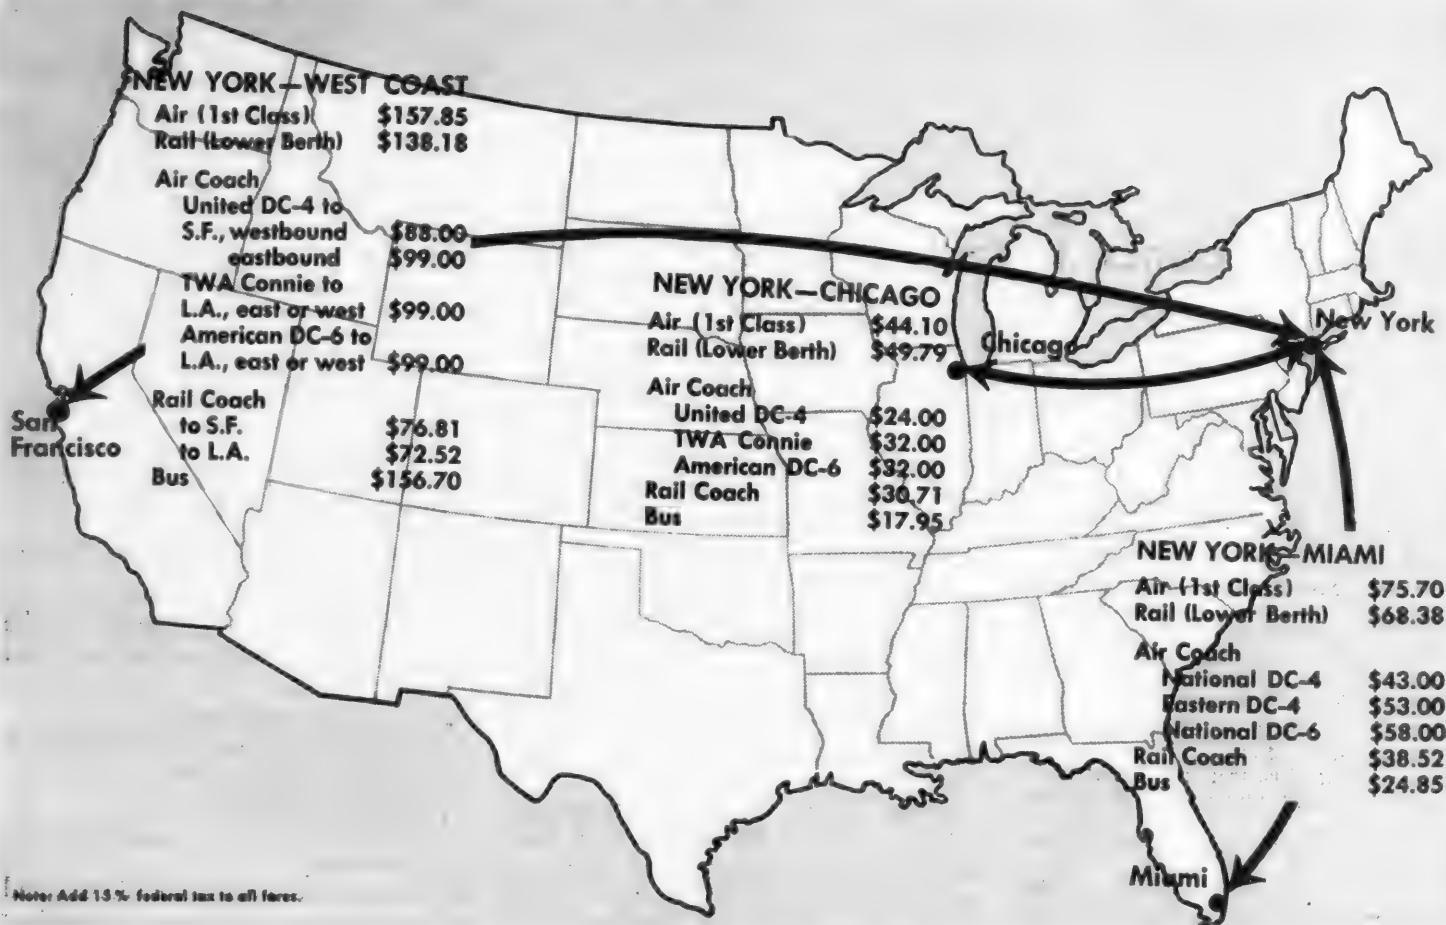 NEW YORK—WEST COAST
Air (1st Class) $157.85
Rail (Lower Berth) $138.18
Air Coach
United DC-4 to
S.F., westbound $88.00
eastbound $99.00
TWA Connie to
L.A., east or west $99.00
American DC-6 to
L.A., east or west $99.00
Rail Coach
to S.F. $76.81
to L.A. $72.52
Bus $156.70
San
Francisco
NEW YORK—CHICAGO
Air (1st Class) $44.10
Rail (Lower Berth) $49.79
Air Coach
United DC-4 $24.00
TWA Connie $32.00
American DC-6 $32.00
Rail Coach $30.71
Bus $17.95
Chicago
New York
NEW YORK—MIAMI
Air (1st Class) $75.70
Rail (Lower Berth) $68.38
Air Coach
National DC-4 $43.00
Eastern DC-4 $53.00
National DC-6 $58.00
Rail Coach $38.52
Bus $24.85
Miami
Note: Add 15% federal tax to all fares.